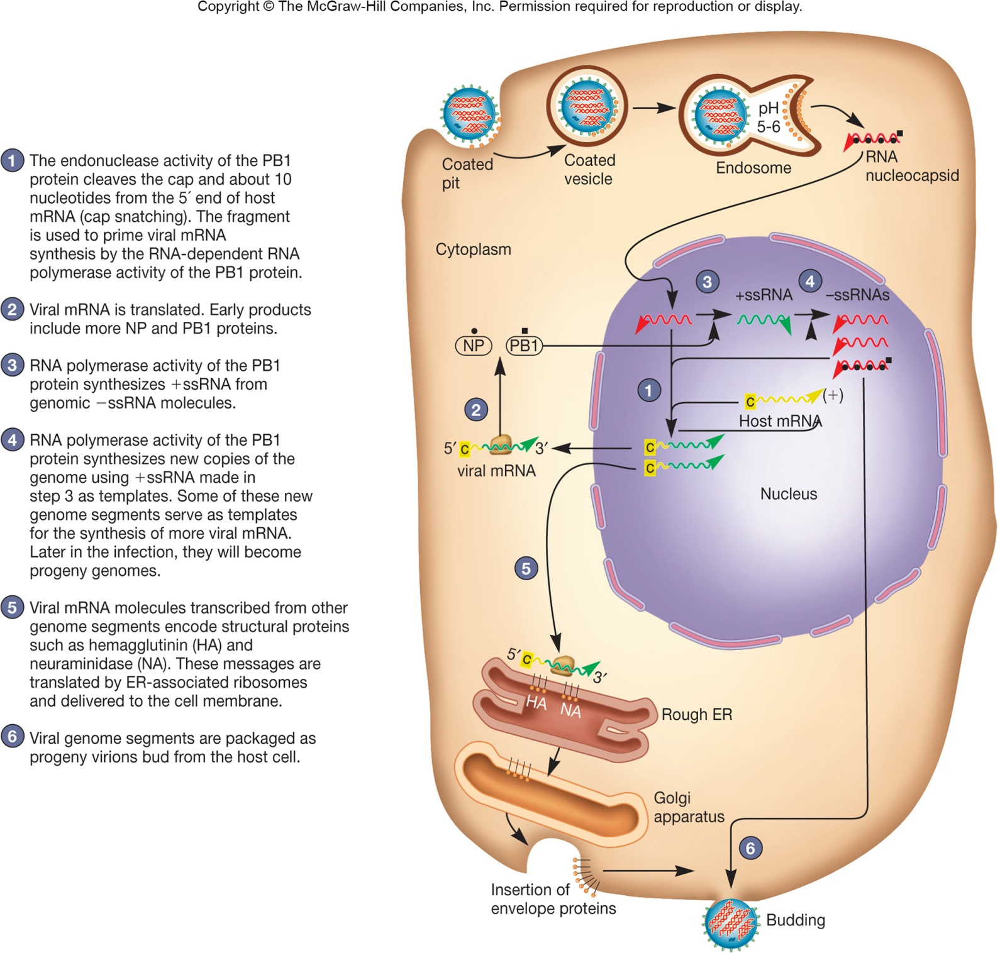 Copyright © The McGraw-Hill Companies, Inc. Permission required for reproduction or display.
1 The endonuclease activity of the PB1
protein cleaves the cap and about 10
nucleotides from the 5´ end of host
mRNA (cap snatching). The fragment
is used to prime viral mRNA
synthesis by the RNA-dependent RNA
polymerase activity of the PB1 protein.
2 Viral mRNA is translated. Early products
include more NP and PB1 proteins.
3 RNA polymerase activity of the PB1
protein synthesizes +ssRNA from
genomic −ssRNA molecules.
4 RNA polymerase activity of the PB1
protein synthesizes new copies of the
genome using +ssRNA made in
step 3 as templates. Some of these new
genome segments serve as templates
for the synthesis of more viral mRNA.
Later in the infection, they will become
progeny genomes.
5 Viral mRNA molecules transcribed from other
genome segments encode structural proteins
such as hemagglutinin (HA) and
neuraminidase (NA). These messages are
translated by ER-associated ribosomes
and delivered to the cell membrane.
6 Viral genome segments are packaged as
progeny virions bud from the host cell.
Coated
pit
Coated
vesicle
pH
5-6
Endosome
RNA
nucleocapsid
Cytoplasm
3
+ssRNA
4
−ssRNAs
NP
PB1
1
C
(+)
Host mRNA
2
5′ C 3′
viral mRNA
C
C
Nucleus
5
5′ C 3′
HA
NA
Rough ER
Golgi
apparatus
6
Insertion of
envelope proteins
Budding